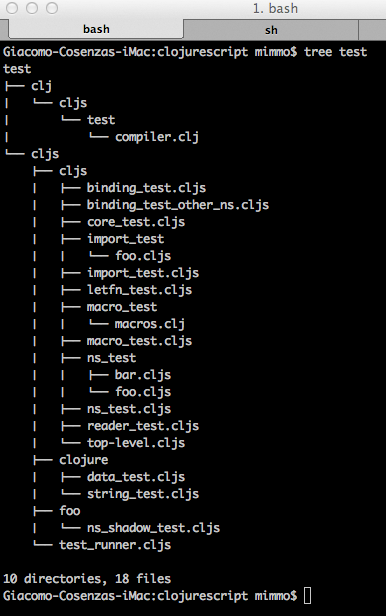 1. bash
bash sh
Giacomo-Cosenzas-iMac:clojurescript mimmo$ tree test
test
├── clj
│   └── cljs
│       └── test
│           └── compiler.clj
└── cljs
    ├── cljs
    │   ├── binding_test.cljs
    │   ├── binding_test_other_ns.cljs
    │   ├── core_test.cljs
    │   ├── import_test
    │   │   └── foo.cljs
    │   ├── import_test.cljs
    │   ├── letfn_test.cljs
    │   ├── macro_test
    │   │   └── macros.clj
    │   ├── macro_test.cljs
    │   ├── ns_test
    │   │   ├── bar.cljs
    │   │   └── foo.cljs
    │   ├── ns_test.cljs
    │   ├── reader_test.cljs
    │   └── top-level.cljs
    ├── clojure
    │   ├── data_test.cljs
    │   └── string_test.cljs
    ├── foo
    │   └── ns_shadow_test.cljs
    └── test_runner.cljs
10 directories, 18 files
Giacomo-Cosenzas-iMac:clojurescript mimmo$